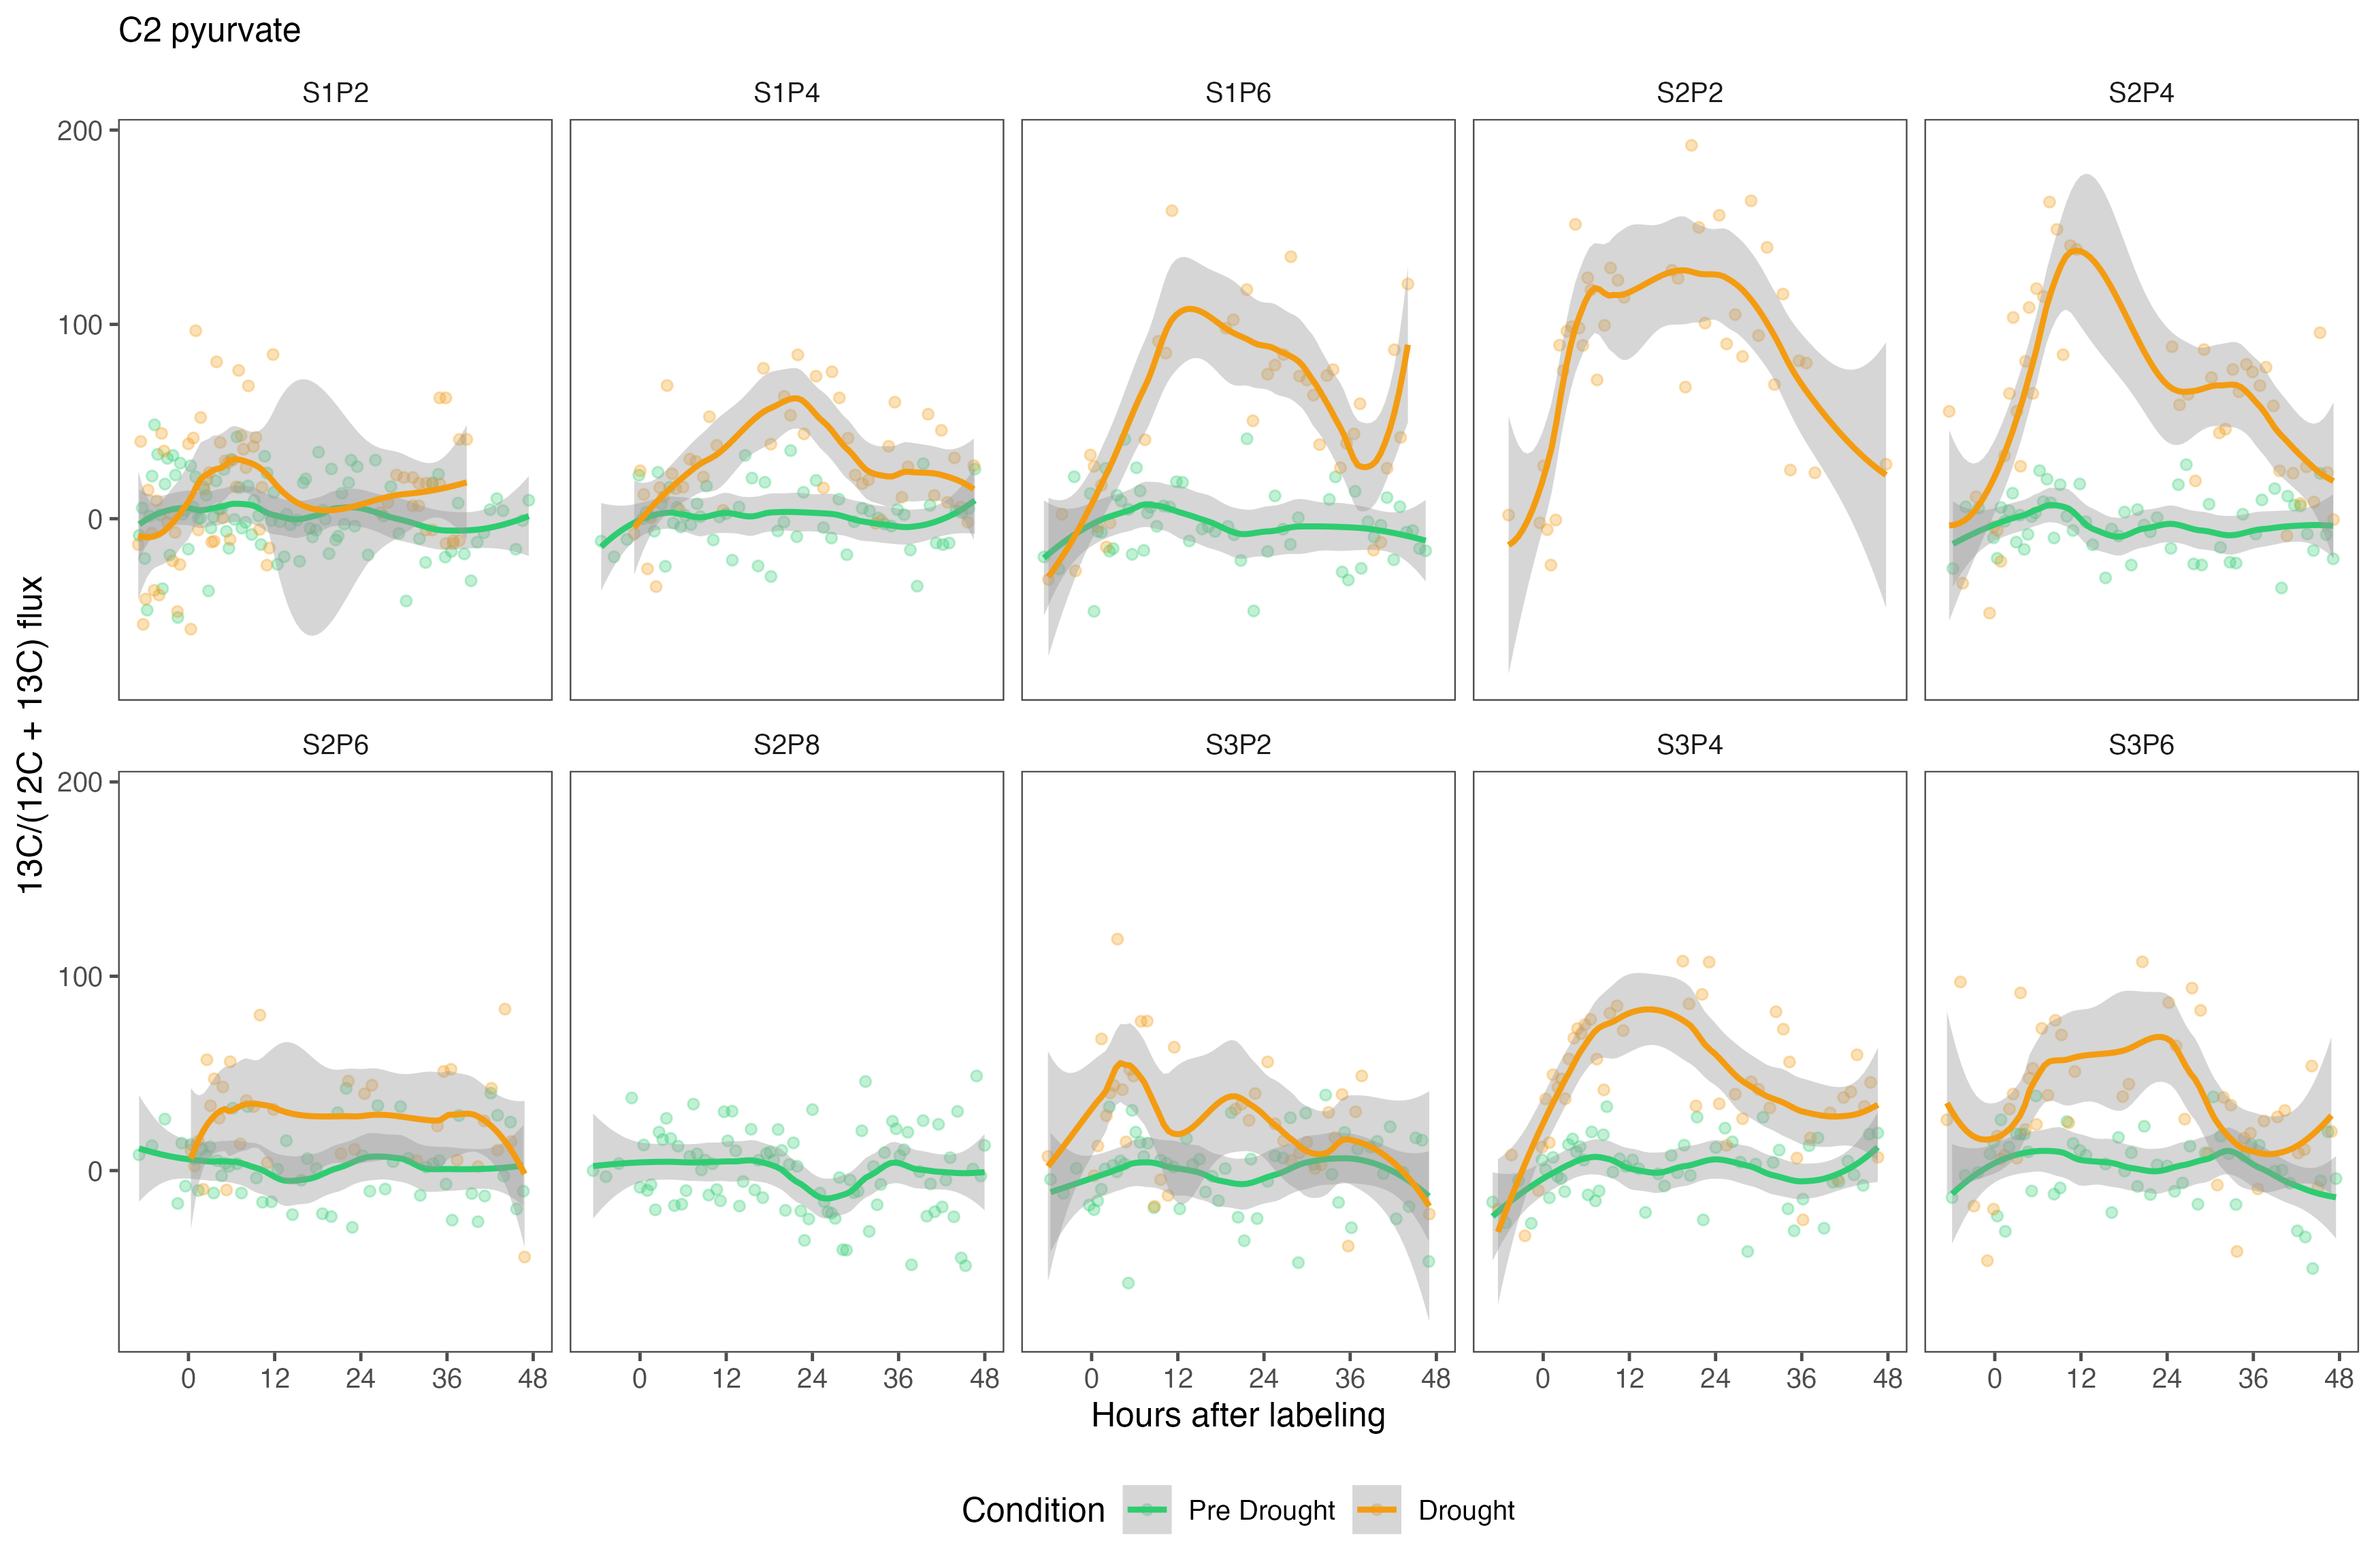 C2 pyurvate
S1P2 S1P4 S1P6 S2P2 S2P4
200
100
0
S2P6 S2P8 S3P2 S3P4 S3P6
200
100
0
13C/((12C + 13C) flux
0 12 24 36 48 0 12 24 36 48 0 12 24 36 48 0 12 24 36 48 0 12 24 36 48
Hours after labeling
Condition Pre Drought Drought